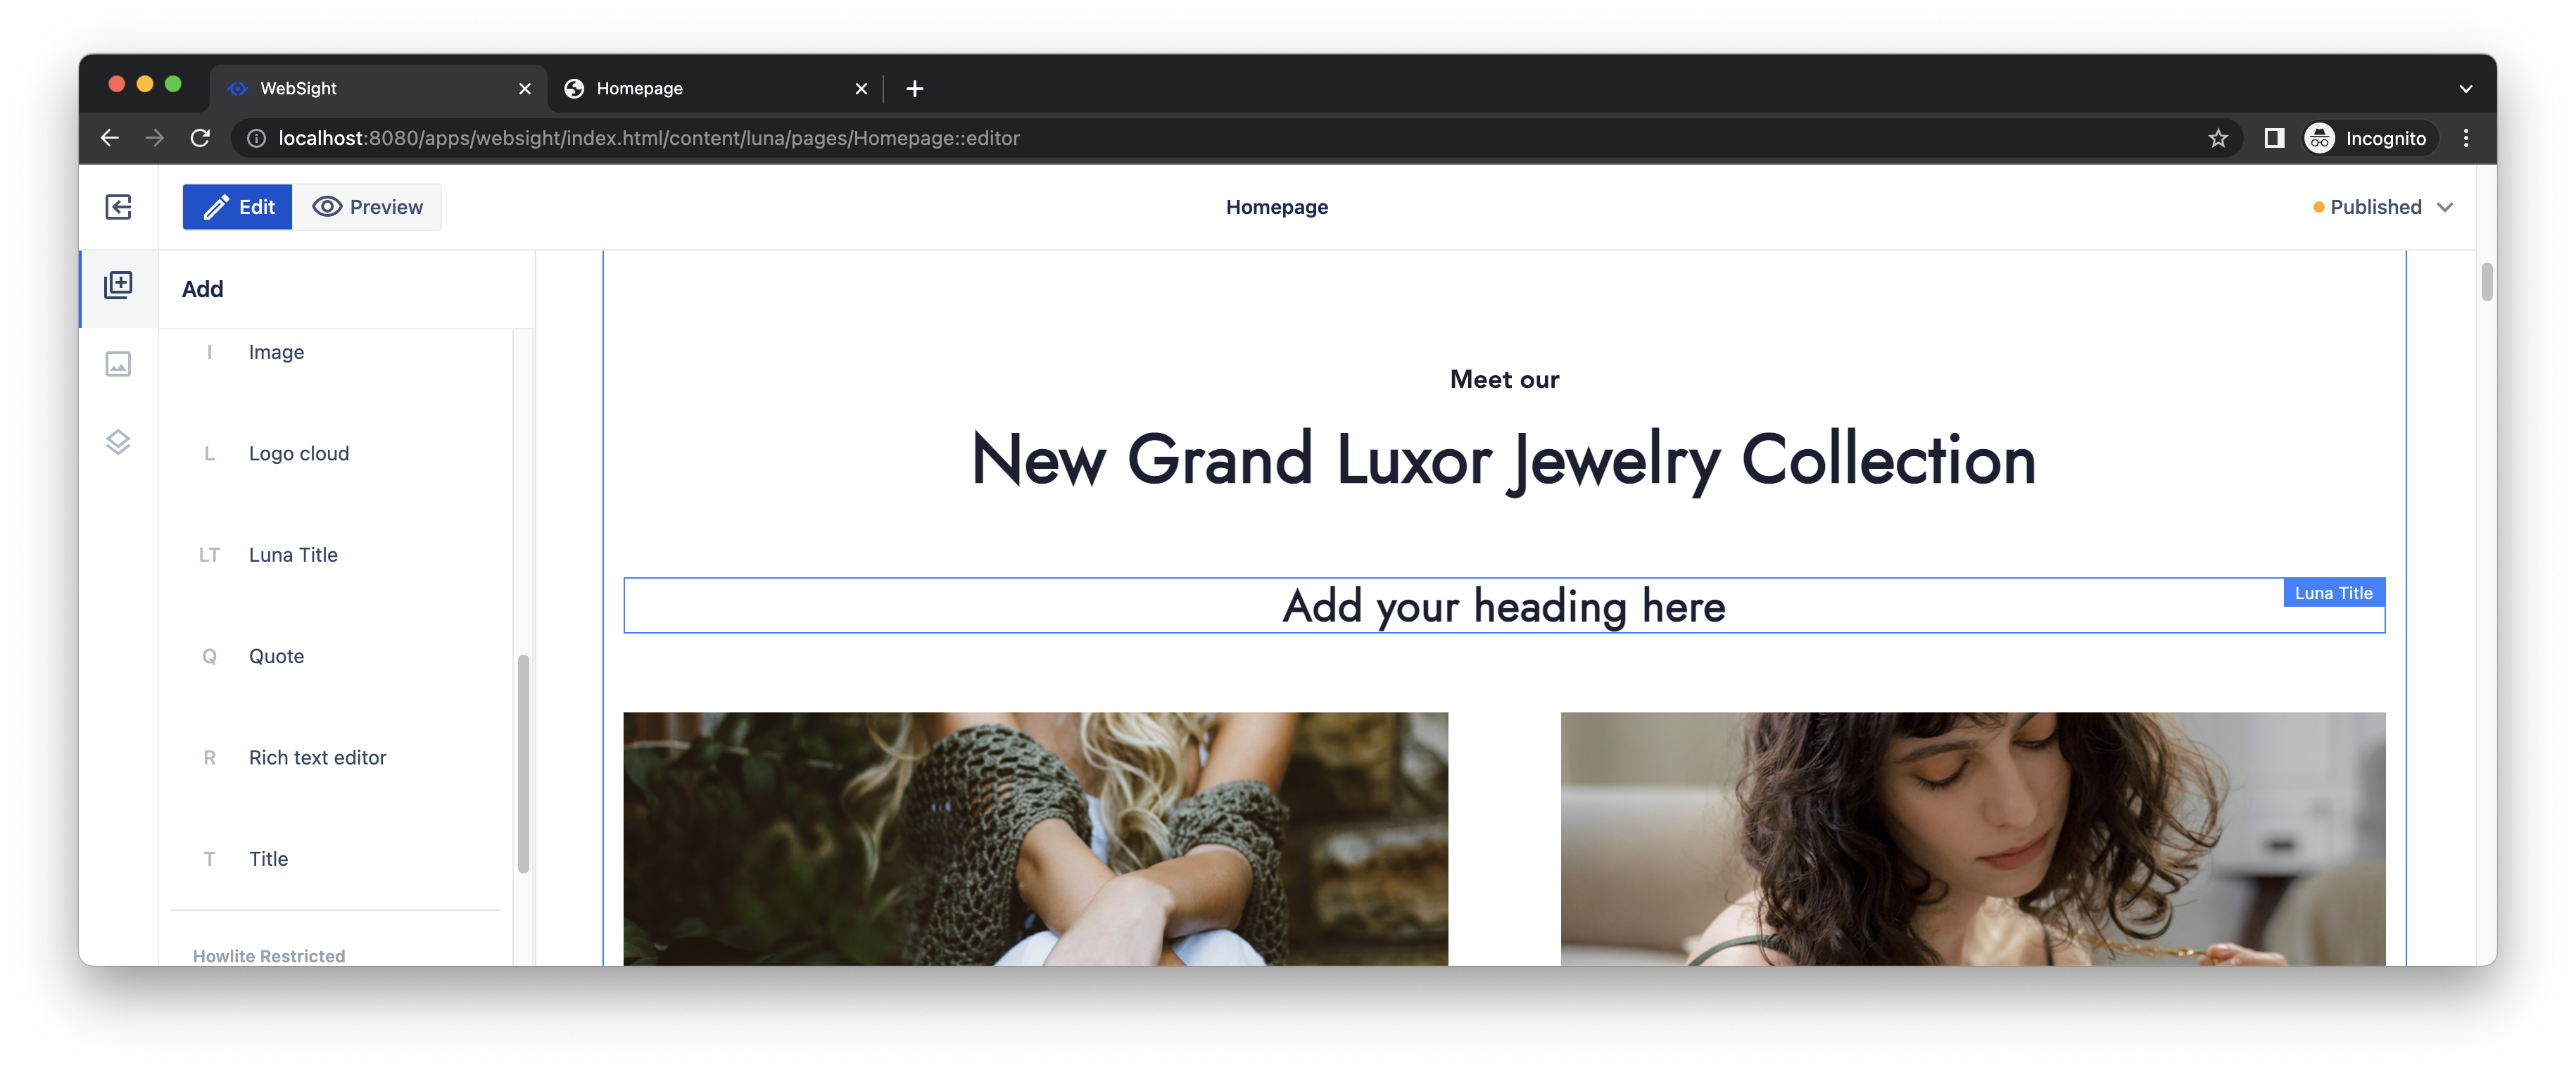 WebSight
Homepage
localhost:8080/apps/websight/index.html/content/luna/pages/Homepage::editor
Incognito
Edit
Preview
Homepage
Published
Add
I Image
L Logo cloud
LT Luna Title
Q Quote
R Rich text editor
T Title
Howlite Restricted
Meet our
New Grand Luxor Jewelry Collection
Add your heading here
Luna Title